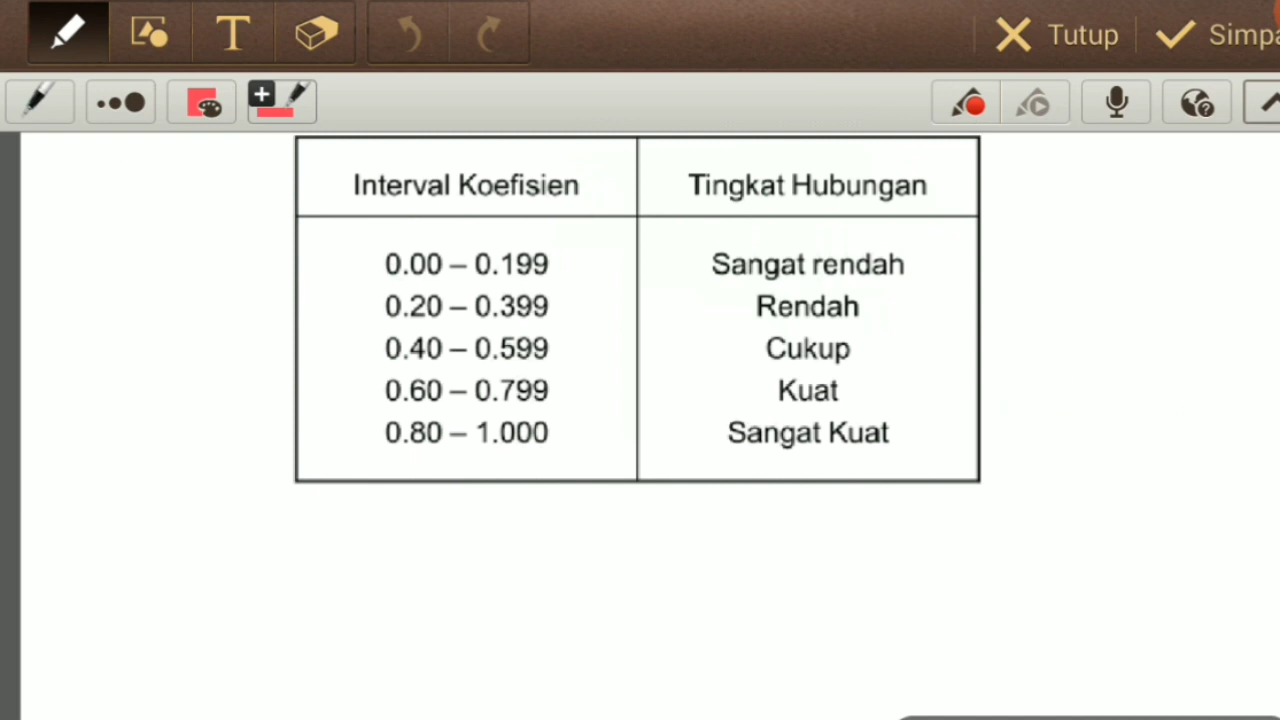 T
Tutup
Interval Koefisien Tingkat Hubungan
0.00 – 0.199 Sangat rendah
0.20 – 0.399 Rendah
0.40 – 0.599 Cukup
0.60 – 0.799 Kuat
0.80 – 1.000 Sangat Kuat